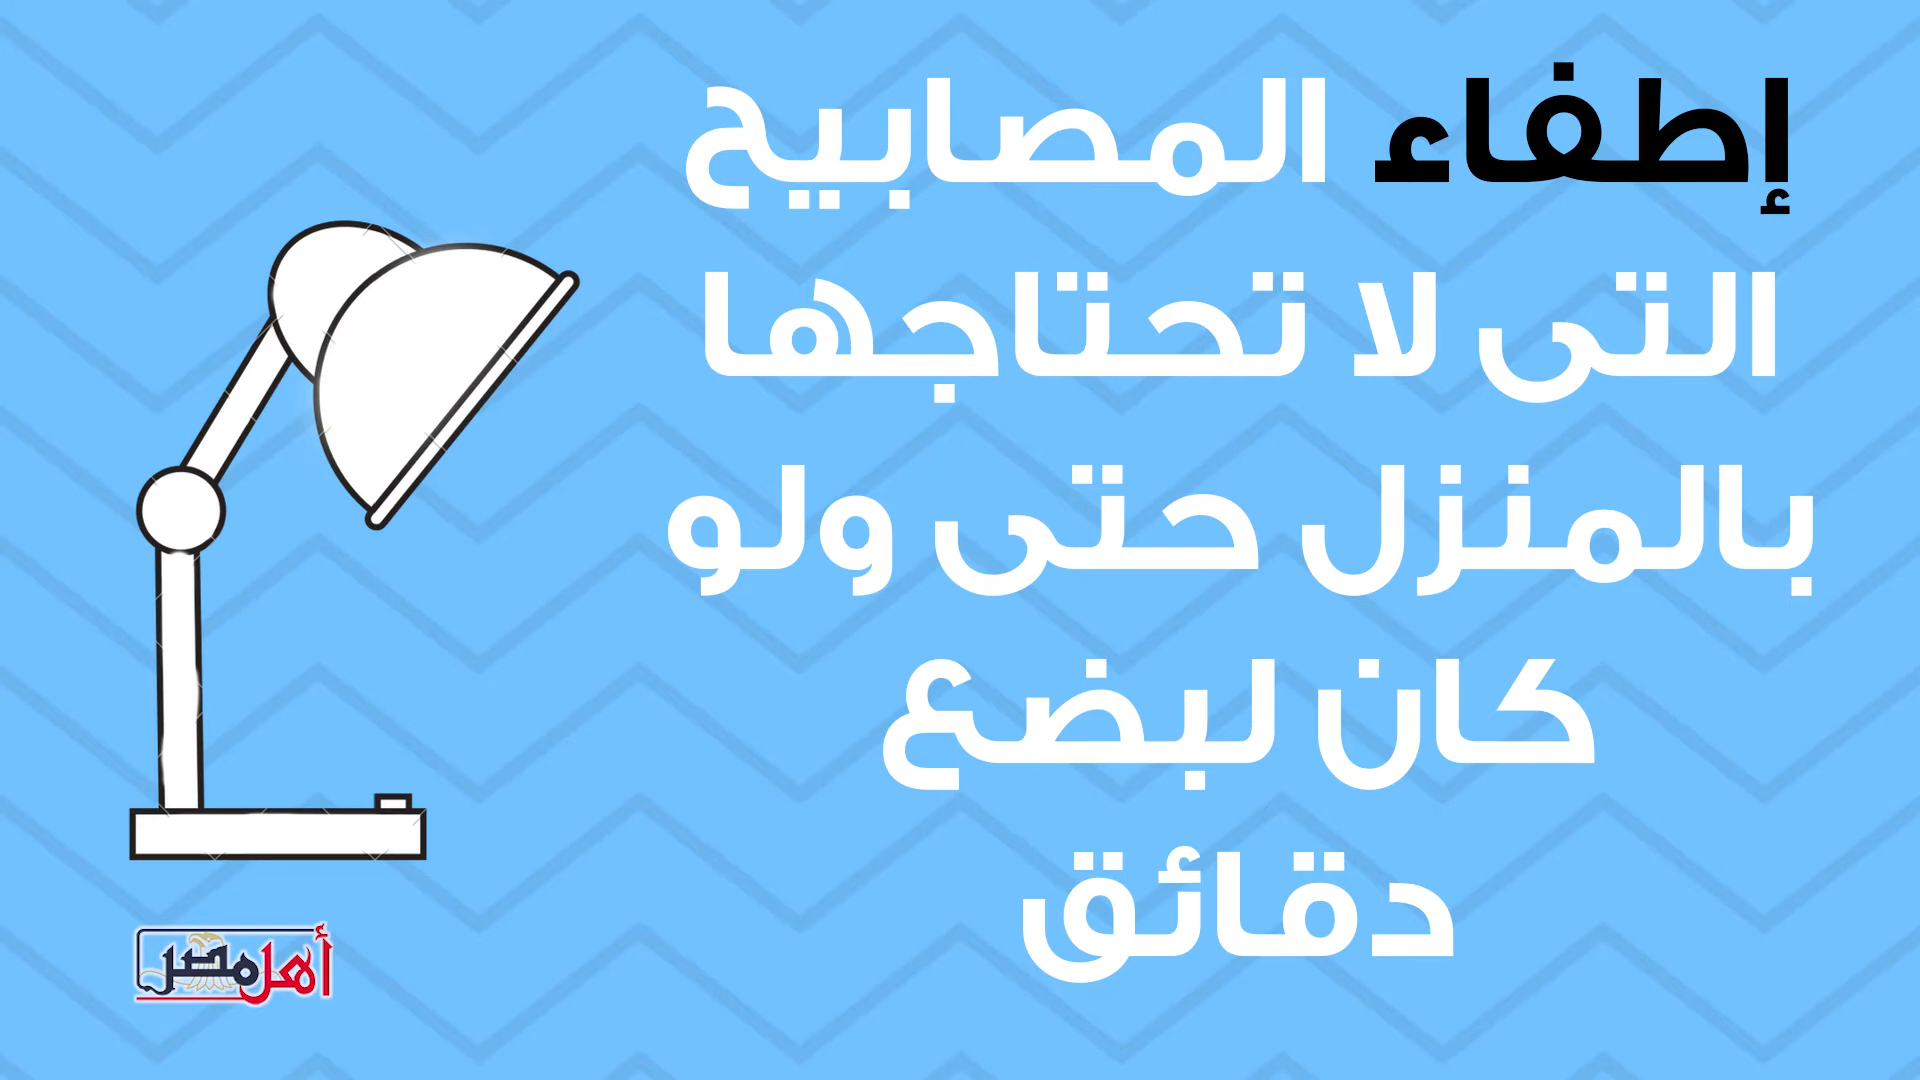 إطفاء المصابيح
التى لا تحتاجها
بالمنزل حتى ولو
كان لبضع
دقائق
أهل مصر